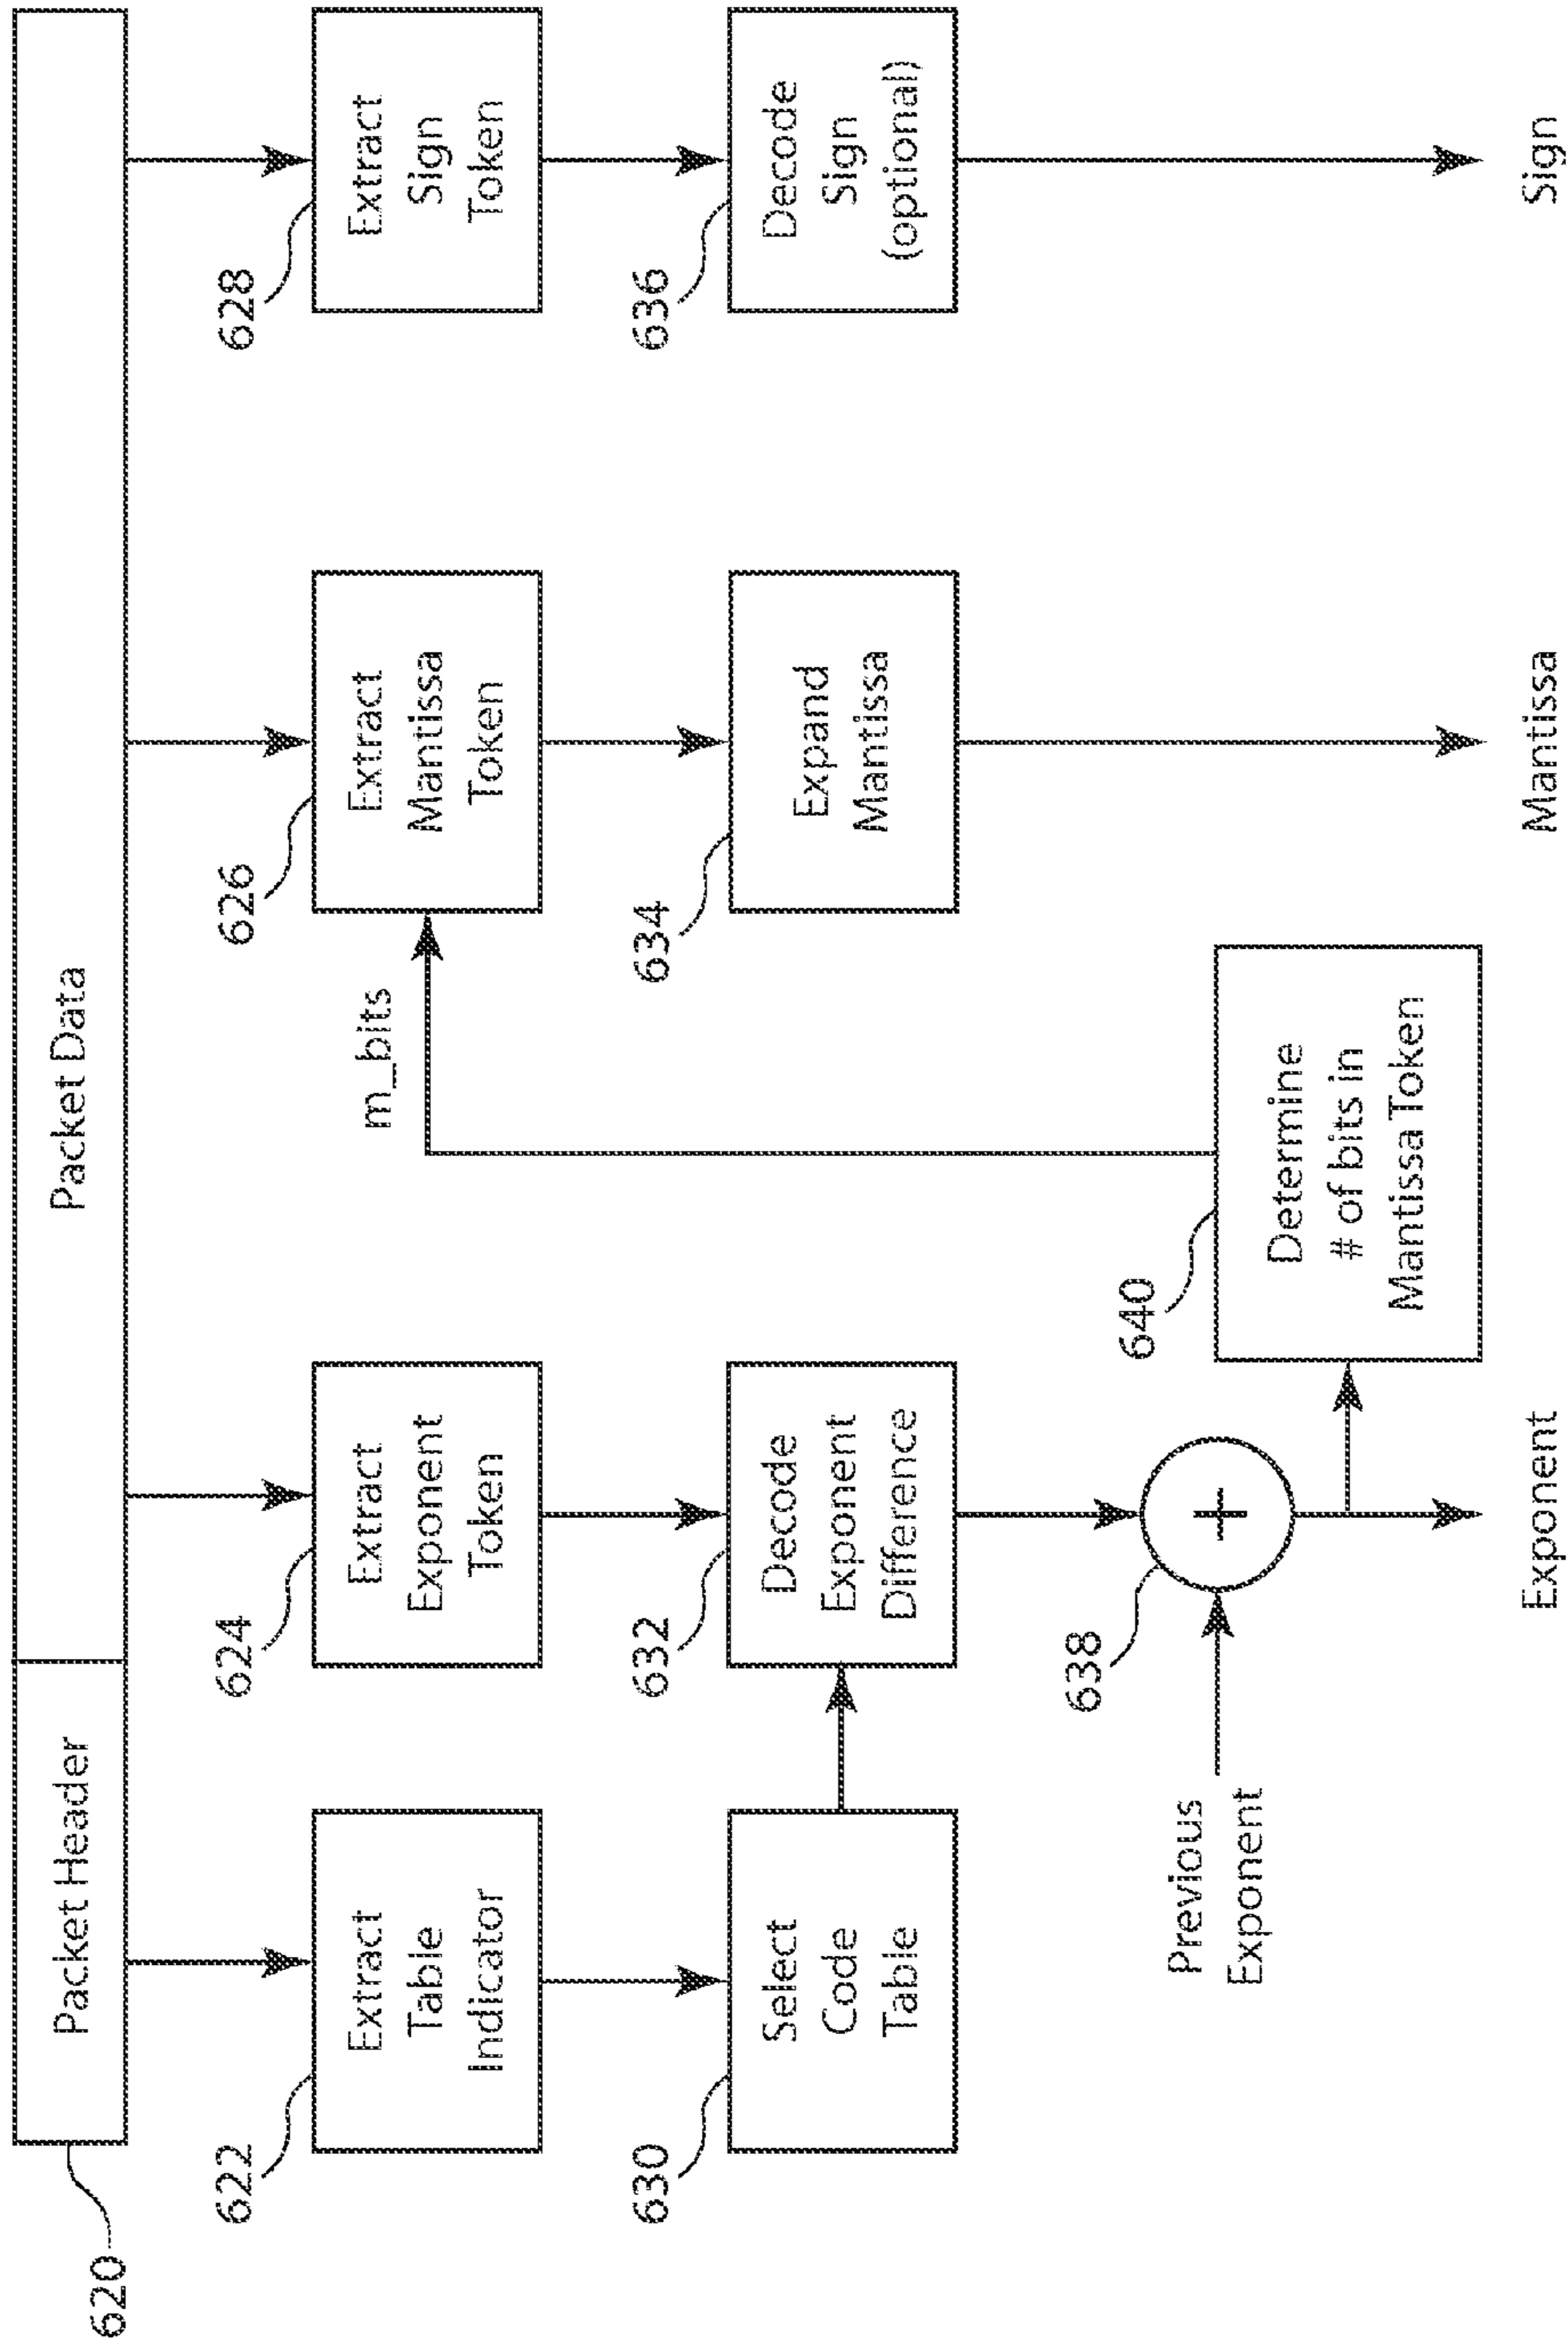 620
Packet Header
Packet Data
622
Extract
Table
Indicator
624
Extract
Exponent
Token
626
Extract
Mantissa
Token
628
Extract
Sign
Token
m_bits
630
Select
Code
Table
632
Decode
Exponent
Difference
634
Expand
Mantissa
636
Decode
Sign
(optional)
Previous
Exponent
638
+
640
Determine
# of bits in
Mantissa Token
Exponent
Mantissa
Sign